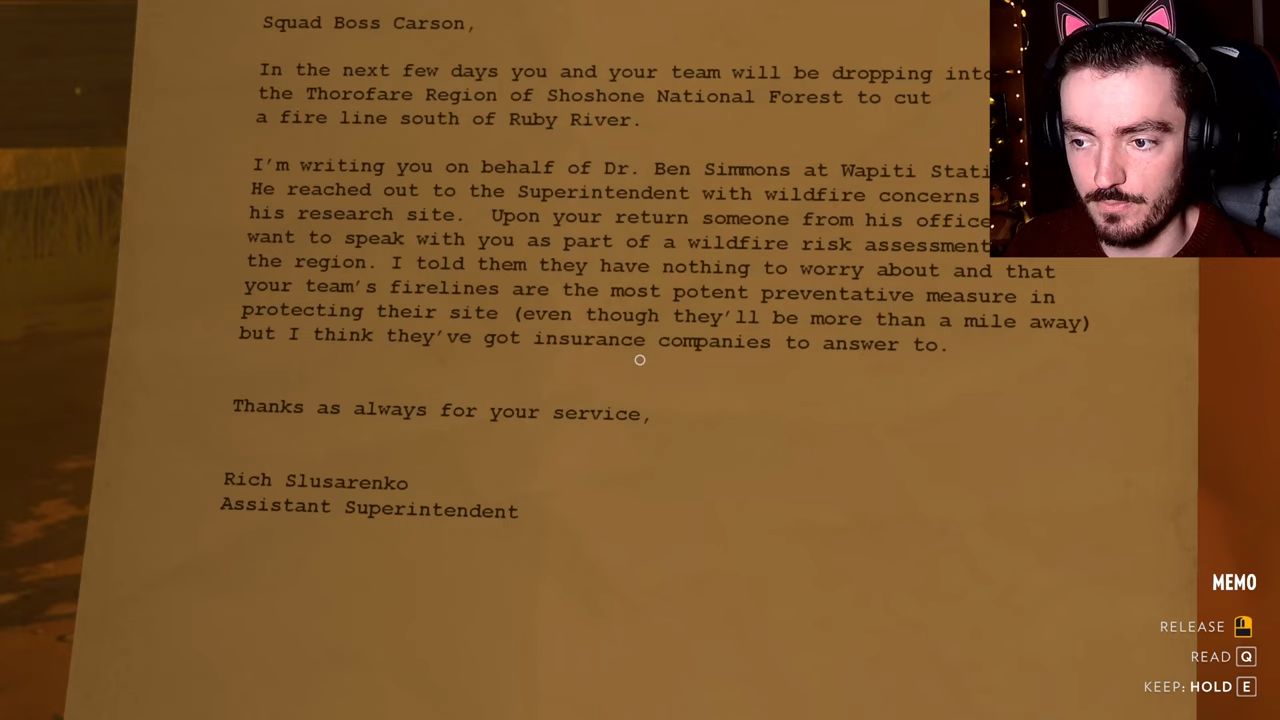 Squad Boss Carson,
In the next few days you and your team will be dropping into
the Thorofare Region of Shoshone National Forest to cut
a fire line south of Ruby River.
I'm writing you on behalf of Dr. Ben Simmons at Wapiti Stati
He reached out to the Superintendent with wildfire concerns
his research site. Upon your return someone from his office
want to speak with you as part of a wildfire risk assessment
the region. I told them they have nothing to worry about and that
your team's firelines are the most potent preventative measure in
protecting their site (even though they'll be more than a mile away)
but I think they've got insurance companies to answer to.
Thanks as always for your service,
Rich Slusarenko
Assistant Superintendent
MEMO
RELEASE
READ Q
KEEP: HOLD E